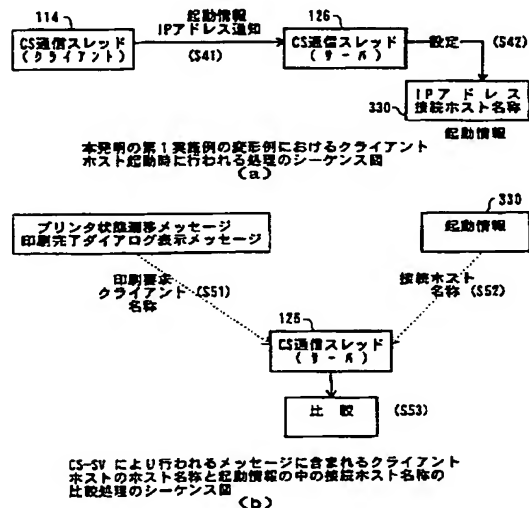 114
CS通信スレッド
(クライアント)
起動情報
IPアドレス通知
(S41)
126
CS通信スレッド
(サーバ)
設定
(S42)
330
IPアドレス
接続ホスト名称
起動情報
本発明の第1実施例の変形例におけるクライアント
ホスト起動時に行われる処理のシーケンス図
(a)
プリンタ状態遷移メッセージ
印刷完了ダイアログ表示メッセージ
330
起動情報
印刷要求
クライアント
名称
(S51)
接続ホスト
名称
(S52)
126
CS通信スレッド
(サーバ)
比較
(S53)
CS-SVにより行われるメッセージに含まれるクライアント
ホストのホスト名称と起動情報の中の接続ホスト名称の
比較処理のシーケンス図
(b)